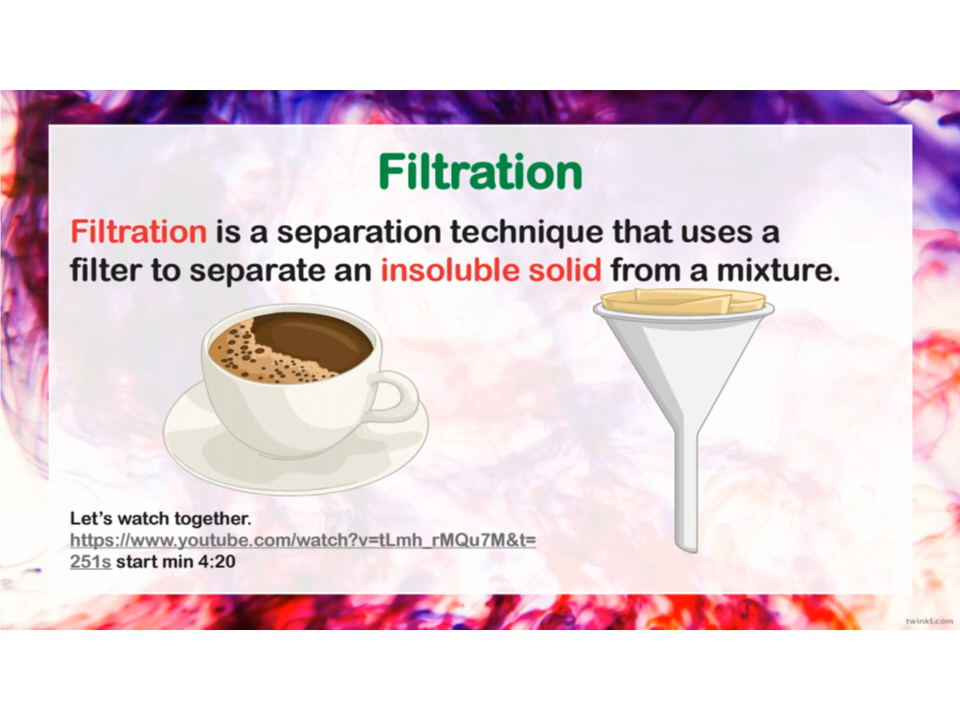 Filtration
Filtration is a separation technique that uses a
filter to separate an insoluble solid from a mixture.
Let's watch together.
https://www.youtube.com/watch?v=tLmh_rMQu7M&t=
251s start min 4:20
twinkl.com